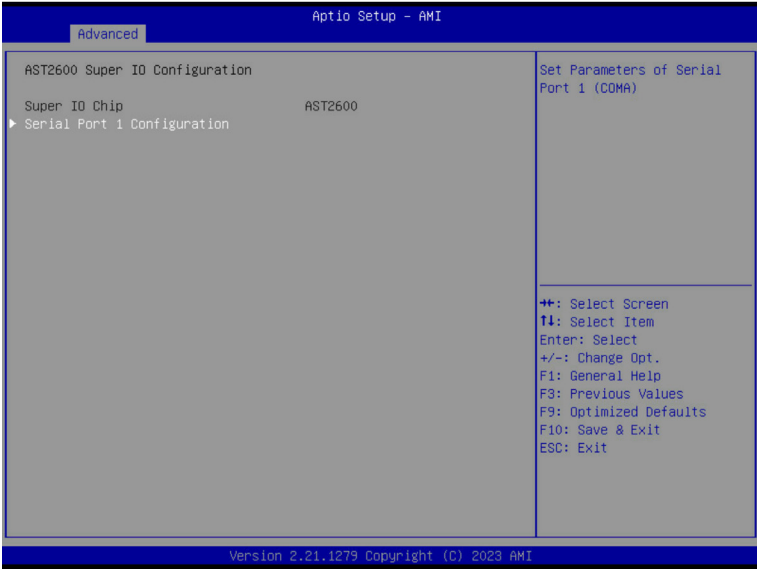 Aptio Setup – AMI
Advanced
AST2600 Super IO Configuration
Super IO Chip AST2600
▶ Serial Port 1 Configuration
Set Parameters of Serial
Port 1 (COMA)
→←: Select Screen
↑↓: Select Item
Enter: Select
+/-: Change Opt.
F1: General Help
F3: Previous Values
F9: Optimized Defaults
F10: Save & Exit
ESC: Exit
Version 2.21.1279 Copyright (C) 2023 AMI